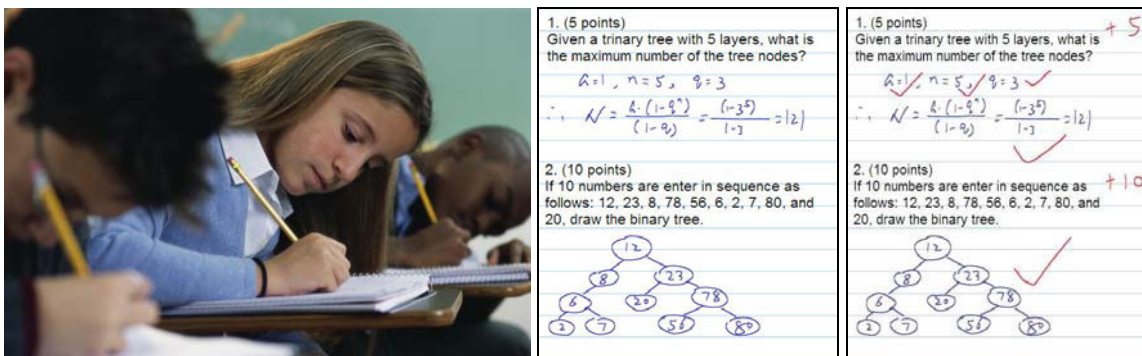 1. (5 points)
Given a trinary tree with 5 layers, what is
the maximum number of the tree nodes?
a=1, n=5, q=3
∴ N = a·(1-qⁿ)/(1-q) = (1-3⁵)/1-3 = 121
2. (10 points)
If 10 numbers are enter in sequence as
follows: 12, 23, 8, 78, 56, 6, 2, 7, 80, and
20, draw the binary tree.
12
8 23
6 20 78
2 7 56 80
1. (5 points) +5
Given a trinary tree with 5 layers, what is
the maximum number of the tree nodes?
a=1, n=5, q=3
∴ N = a·(1-qⁿ)/(1-q) = (1-3⁵)/1-3 = 121
2. (10 points) +10
If 10 numbers are enter in sequence as
follows: 12, 23, 8, 78, 56, 6, 2, 7, 80, and
20, draw the binary tree.
12
8 23
6 20 78
2 7 56 80